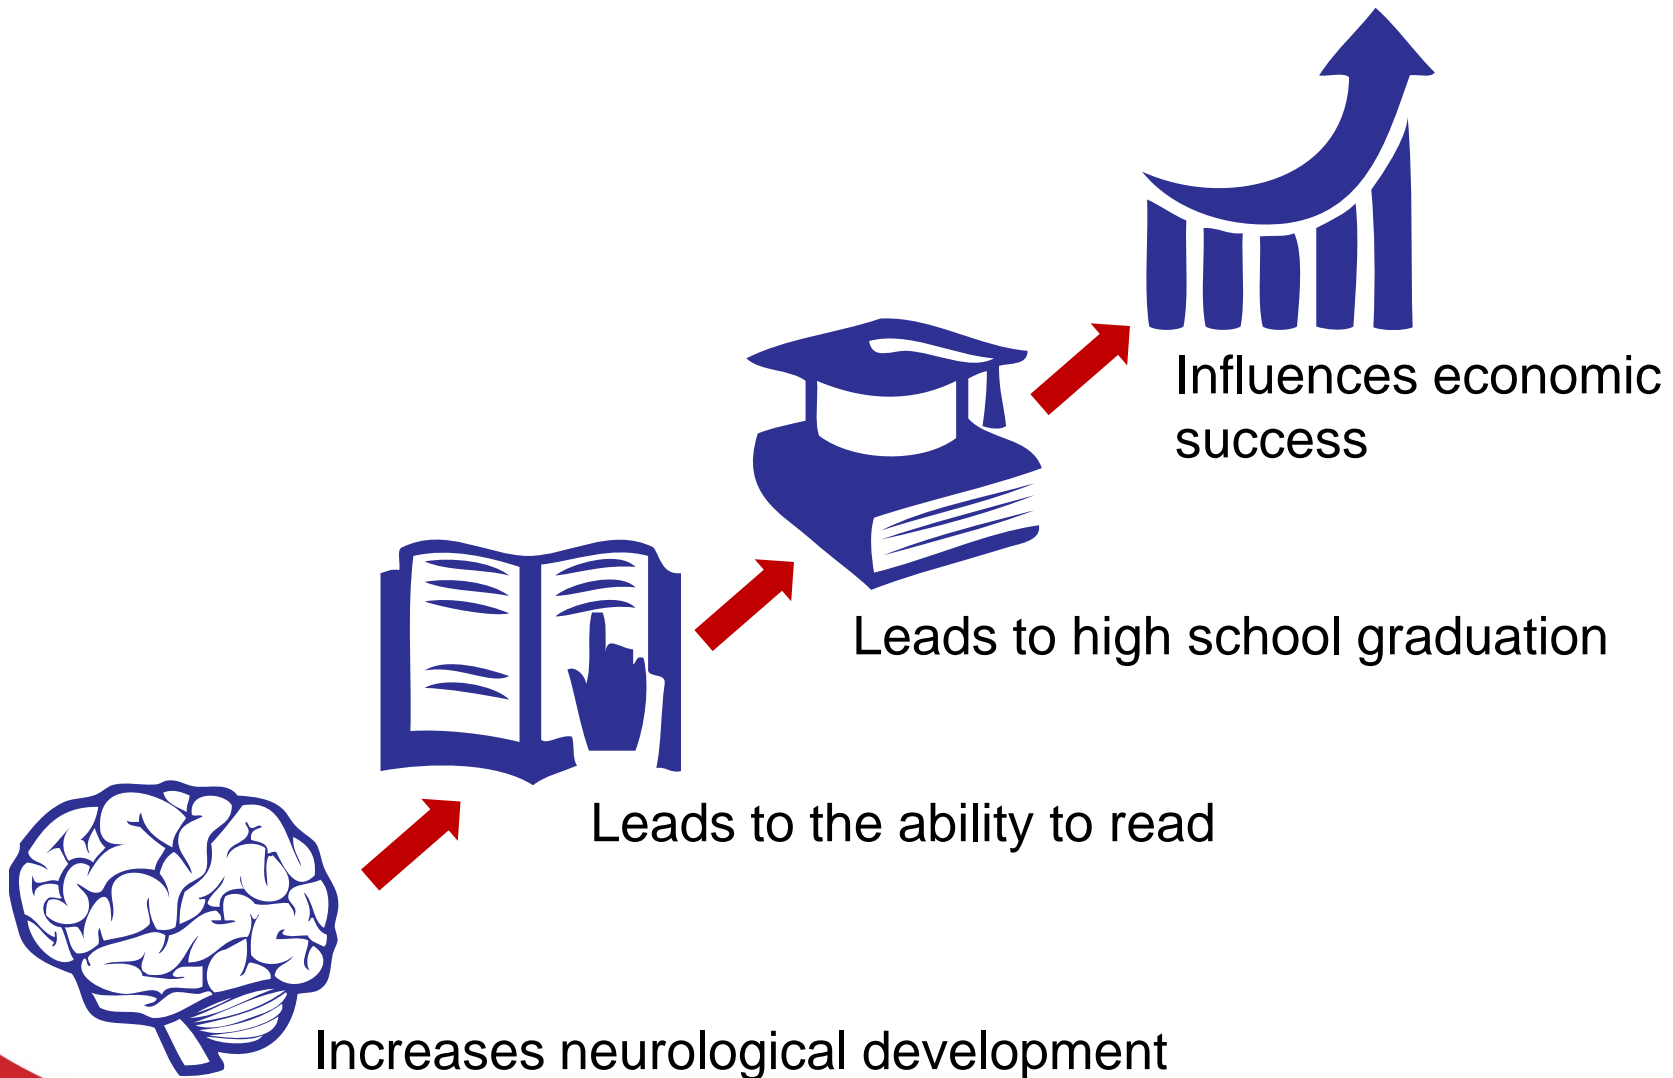 Influences economic
success
Leads to high school graduation
Leads to the ability to read
Increases neurological development